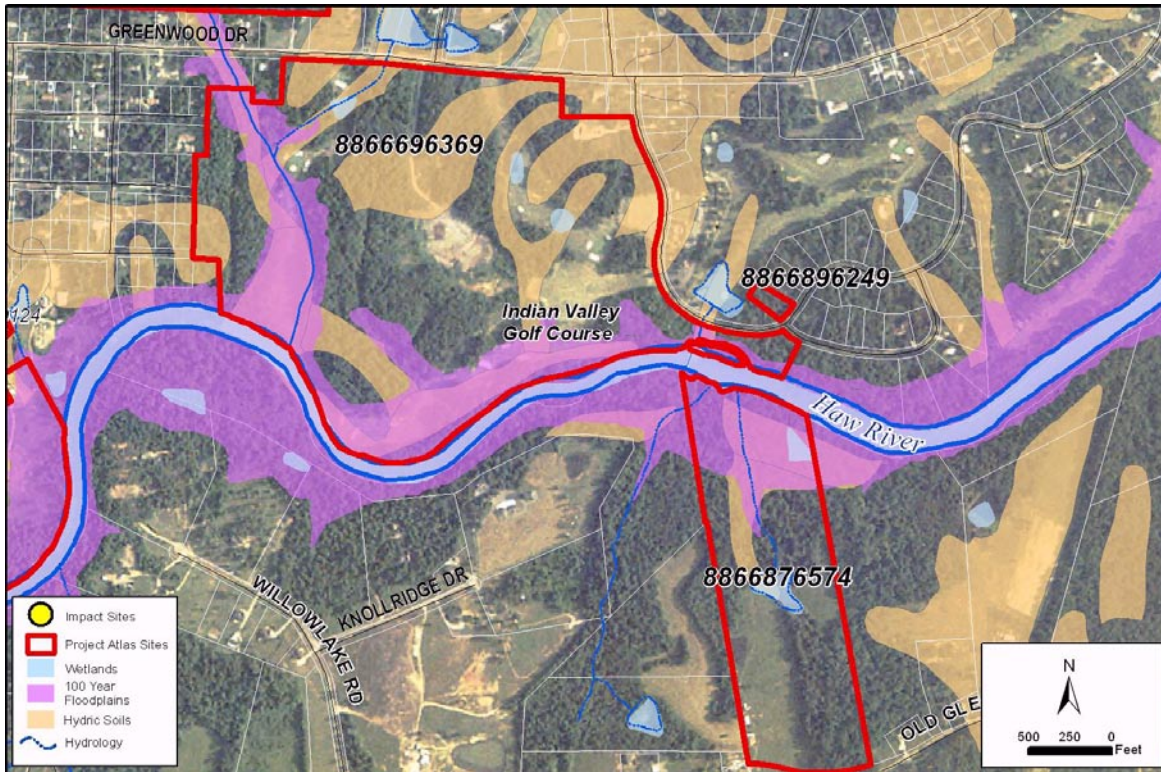 GREENWOOD DR
8866696369
8866896249
Indian Valley
Golf Course
124
Haw River
8866876574
KNOLLRIDGE DR
WILLOWLAKE RD
OLD GLE
Impact Sites
Project Atlas Sites
Wetlands
100 Year
Floodplains
Hydric Soils
Hydrology
N
500 250 0
Feet